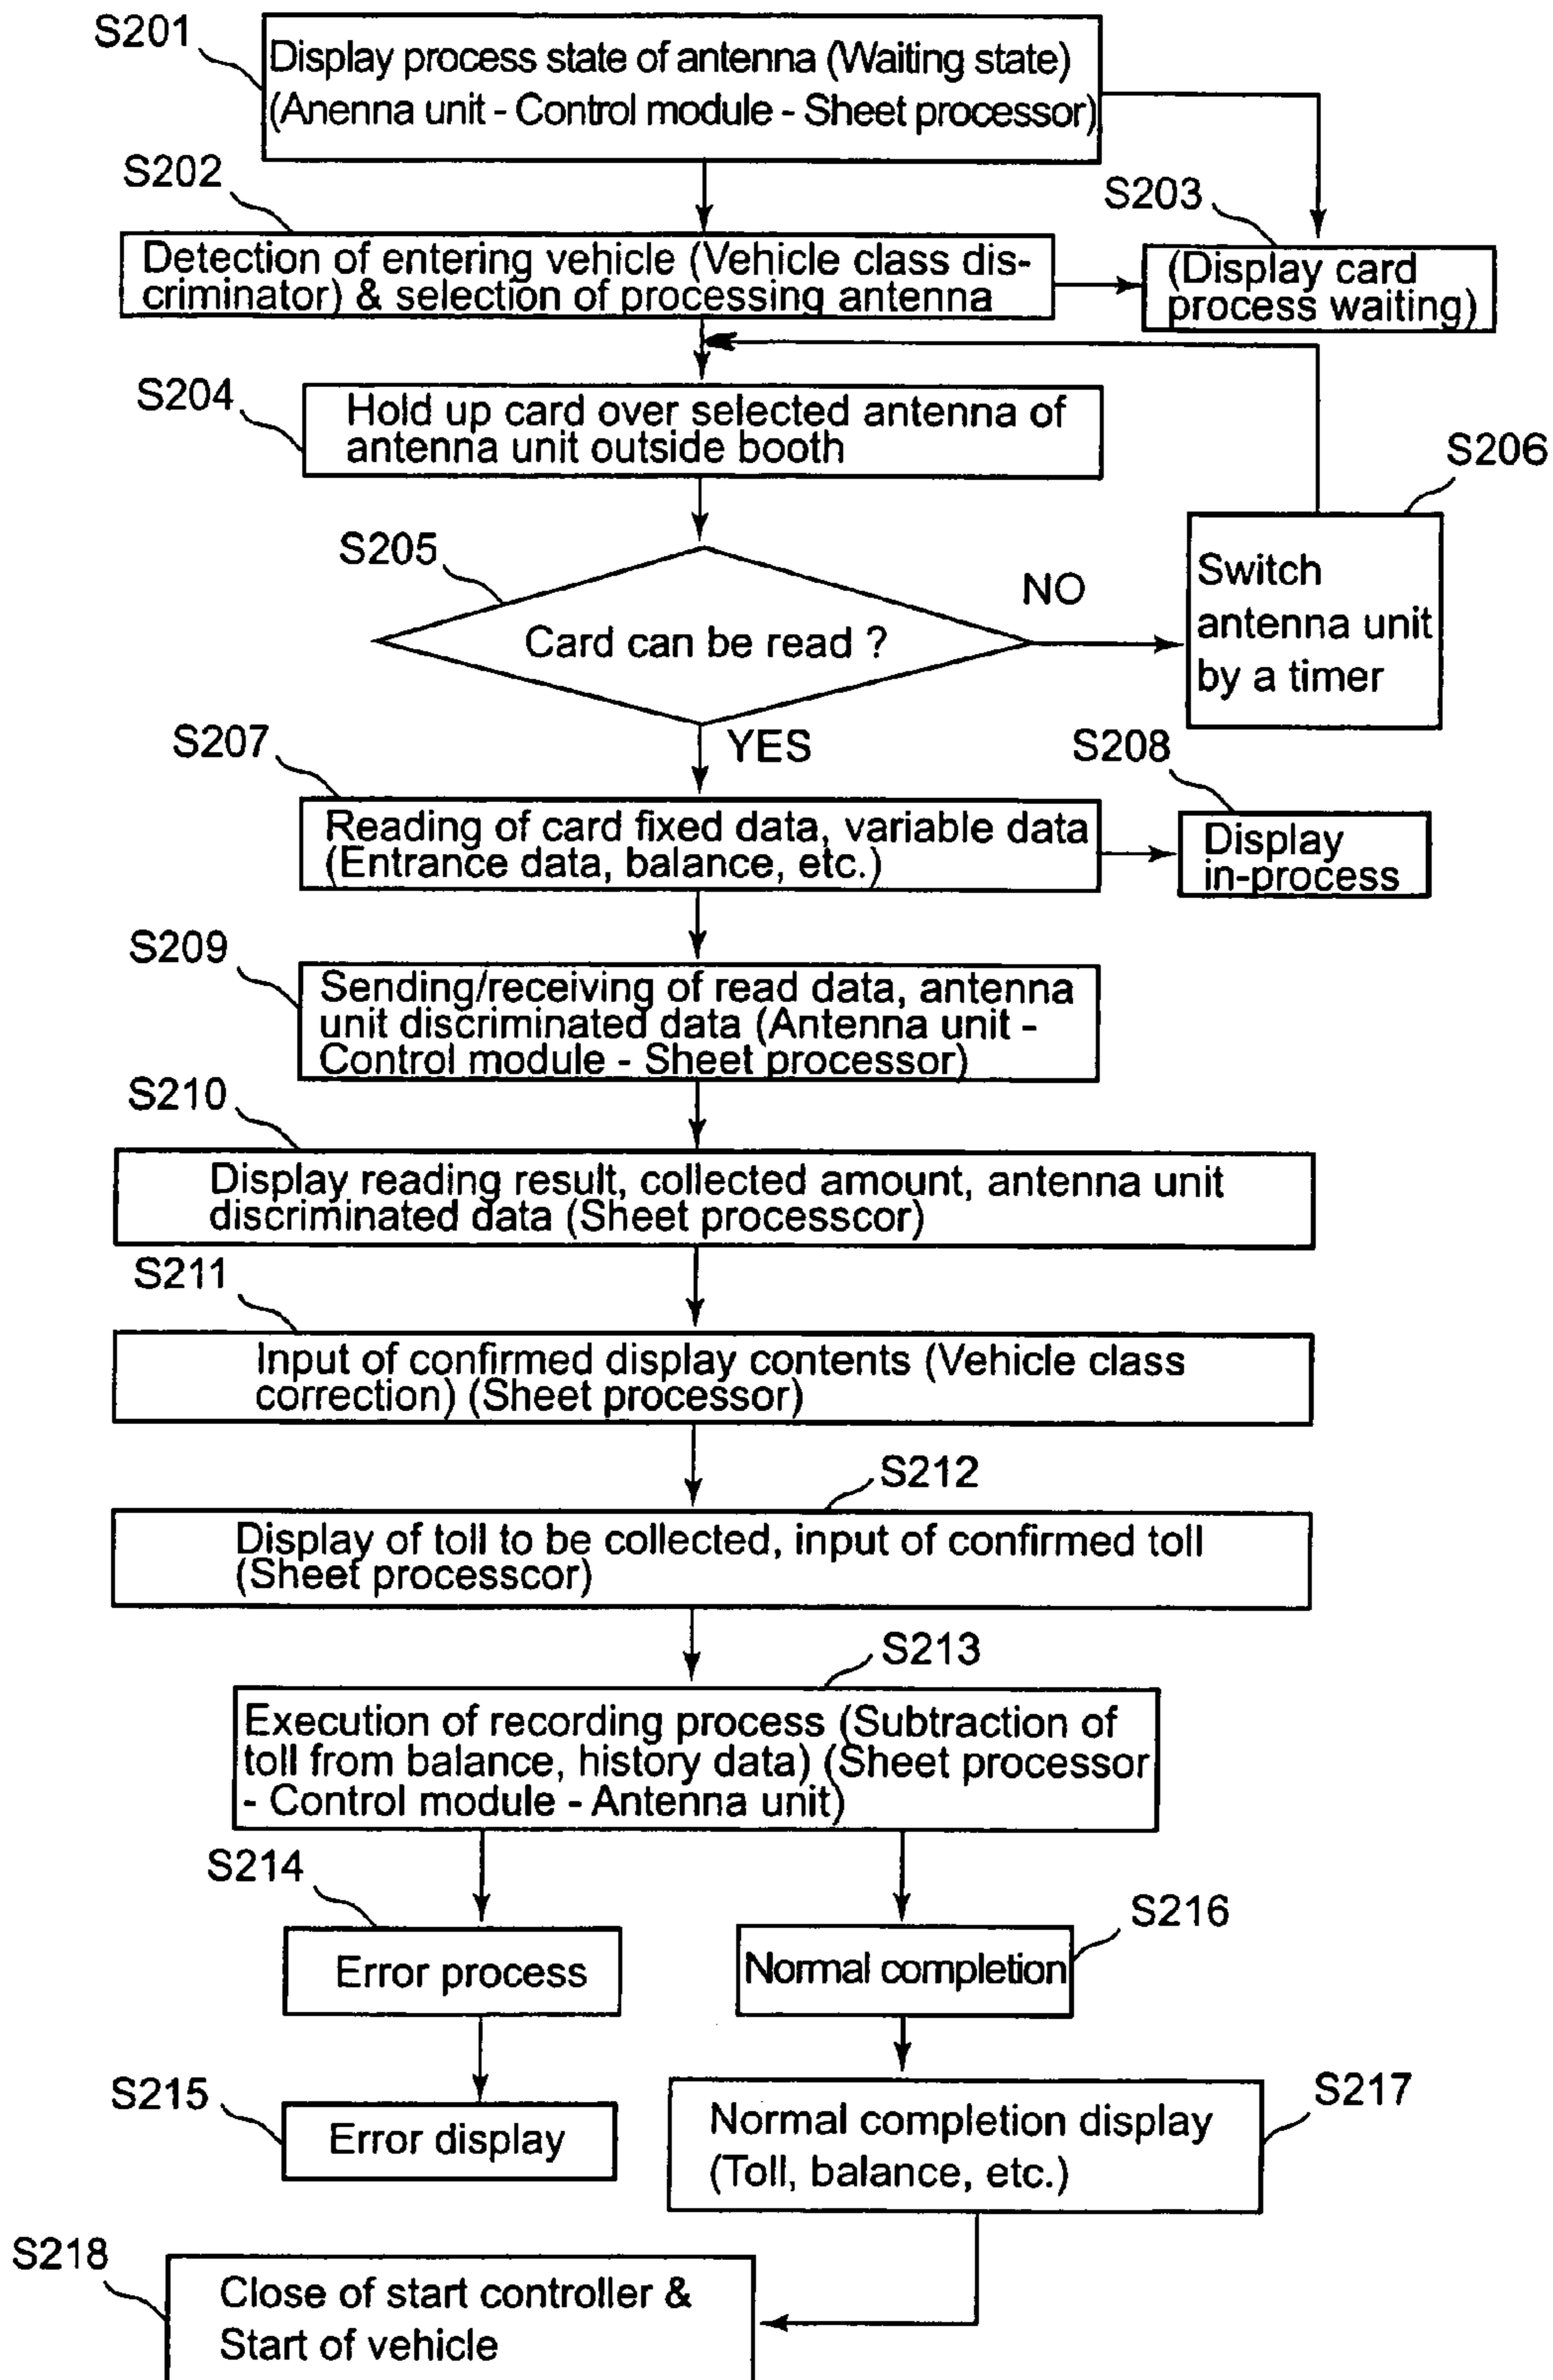 S201
Display process state of antenna (Waiting state)
(Anenna unit - Control module - Sheet processor)
S202
Detection of entering vehicle (Vehicle class dis-
criminator) & selection of processing antenna
S203
(Display card
process waiting)
S204
Hold up card over selected antenna of
antenna unit outside booth
S205
Card can be read ?
NO
S206
Switch
antenna unit
by a timer
YES
S207
Reading of card fixed data, variable data
(Entrance data, balance, etc.)
S208
Display
in-process
S209
Sending/receiving of read data, antenna
unit discriminated data (Antenna unit -
Control module - Sheet processor)
S210
Display reading result, collected amount, antenna unit
discriminated data (Sheet processcor)
S211
Input of confirmed display contents (Vehicle class
correction) (Sheet processor)
S212
Display of toll to be collected, input of confirmed toll
(Sheet processcor)
S213
Execution of recording process (Subtraction of
toll from balance, history data) (Sheet processor
- Control module - Antenna unit)
S214
Error process
S216
Normal completion
S215
Error display
S217
Normal completion display
(Toll, balance, etc.)
S218
Close of start controller &
Start of vehicle